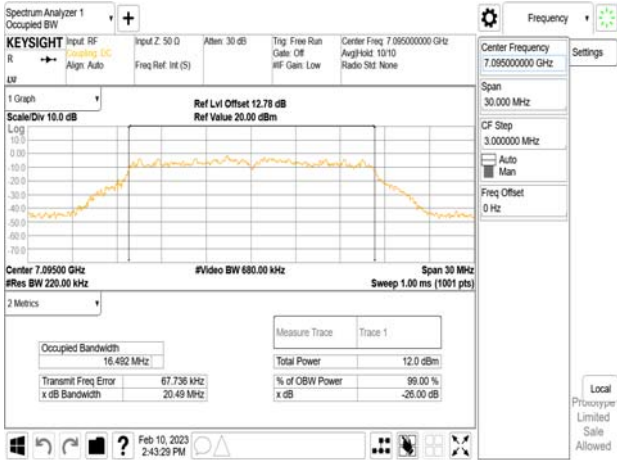 Spectrum Analyzer 1
Occupied BW
KEYSIGHT
R
LXI
Input: RF
Coupling: DC
Align: Auto
Input Z: 50 Ω
Freq Ref: Int (S)
Atten: 30 dB
Trig: Free Run
Gate: Off
#IF Gain: Low
Center Freq: 7.095000000 GHz
Avg|Hold: 10/10
Radio Std: None
1 Graph
Scale/Div 10.0 dB
Ref Lvl Offset 12.78 dB
Ref Value 20.00 dBm
Log
10.0
0.00
-10.0
-20.0
-30.0
-40.0
-50.0
-60.0
-70.0
Center 7.09500 GHz
#Res BW 220.00 kHz
#Video BW 680.00 kHz
Span 30 MHz
Sweep 1.00 ms (1001 pts)
2 Metrics
Measure Trace
Trace 1
Occupied Bandwidth
16.492 MHz
Total Power
12.0 dBm
Transmit Freq Error
67.736 kHz
% of OBW Power
99.00 %
x dB Bandwidth
20.49 MHz
x dB
-26.00 dB
?
Feb 10, 2023
2:43:29 PM
Frequency
Center Frequency
7.095000000 GHz
Settings
Span
30.000 MHz
CF Step
3.000000 MHz
Auto
Man
Freq Offset
0 Hz
Local
Prototype
Limited
Sale
Allowed